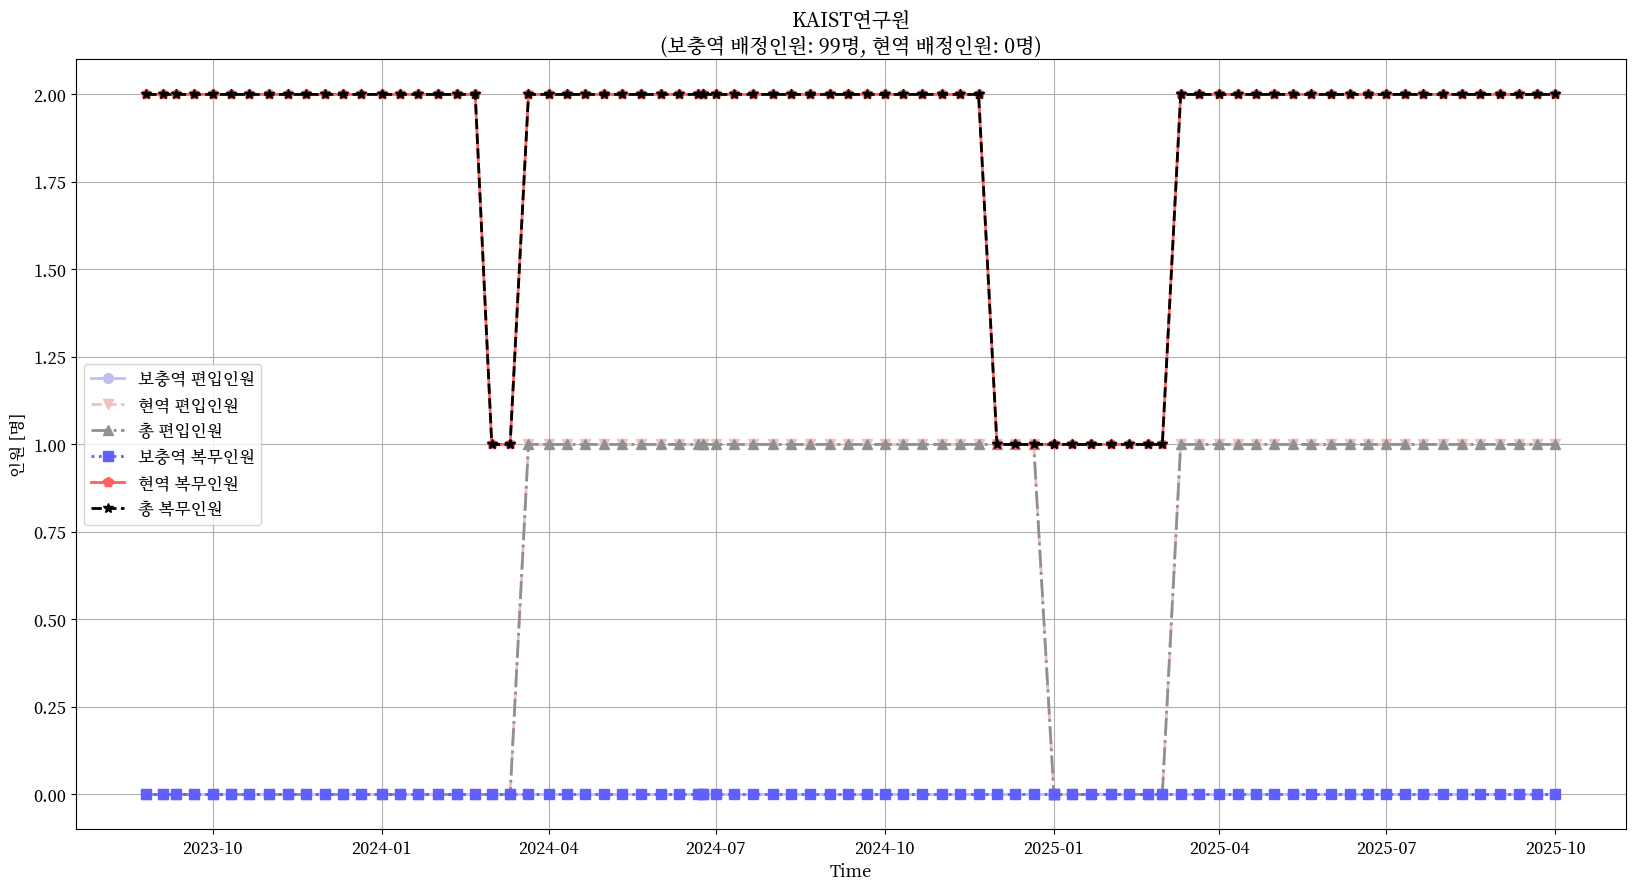 KAIST연구원
(보충역 배정인원: 99명, 현역 배정인원: 0명)
인원 [명]
2.00
1.75
1.50
1.25
1.00
0.75
0.50
0.25
0.00
보충역 편입인원
현역 편입인원
총 편입인원
보충역 복무인원
현역 복무인원
총 복무인원
2023-10 2024-01 2024-04 2024-07 2024-10 2025-01 2025-04 2025-07 2025-10
Time